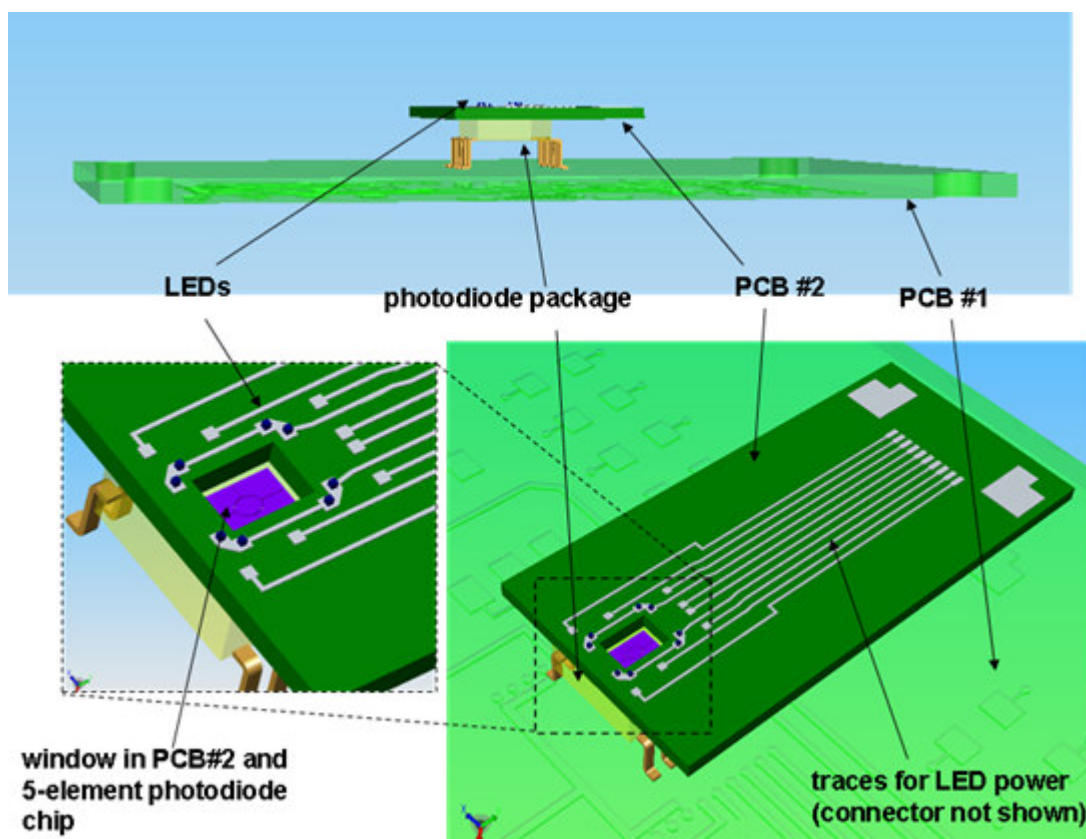 LEDs
photodiode package
PCB #2
PCB #1
window in PCB#2 and
5-element photodiode
chip
traces for LED power
(connector not shown)